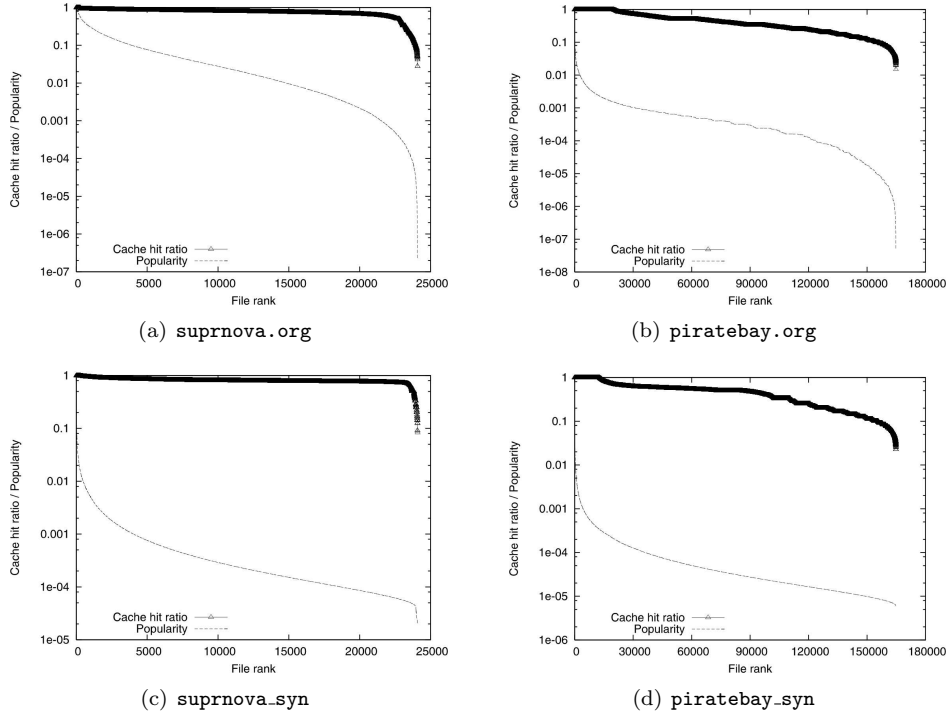 Cache hit ratio / Popularity
1
0.1
0.01
0.001
1e-04
1e-05
1e-06
1e-07
Cache hit ratio
Popularity
0 5000 10000 15000 20000 25000
File rank
(a) suprnova.org
Cache hit ratio / Popularity
1
0.1
0.01
0.001
1e-04
1e-05
1e-06
1e-07
1e-08
Cache hit ratio
Popularity
0 30000 60000 90000 120000 150000 180000
File rank
(b) piratebay.org
Cache hit ratio / Popularity
1
0.1
0.01
0.001
1e-04
1e-05
Cache hit ratio
Popularity
0 5000 10000 15000 20000 25000
File rank
(c) suprnova_syn
Cache hit ratio / Popularity
1
0.1
0.01
0.001
1e-04
1e-05
1e-06
Cache hit ratio
Popularity
0 30000 60000 90000 120000 150000 180000
File rank
(d) piratebay_syn